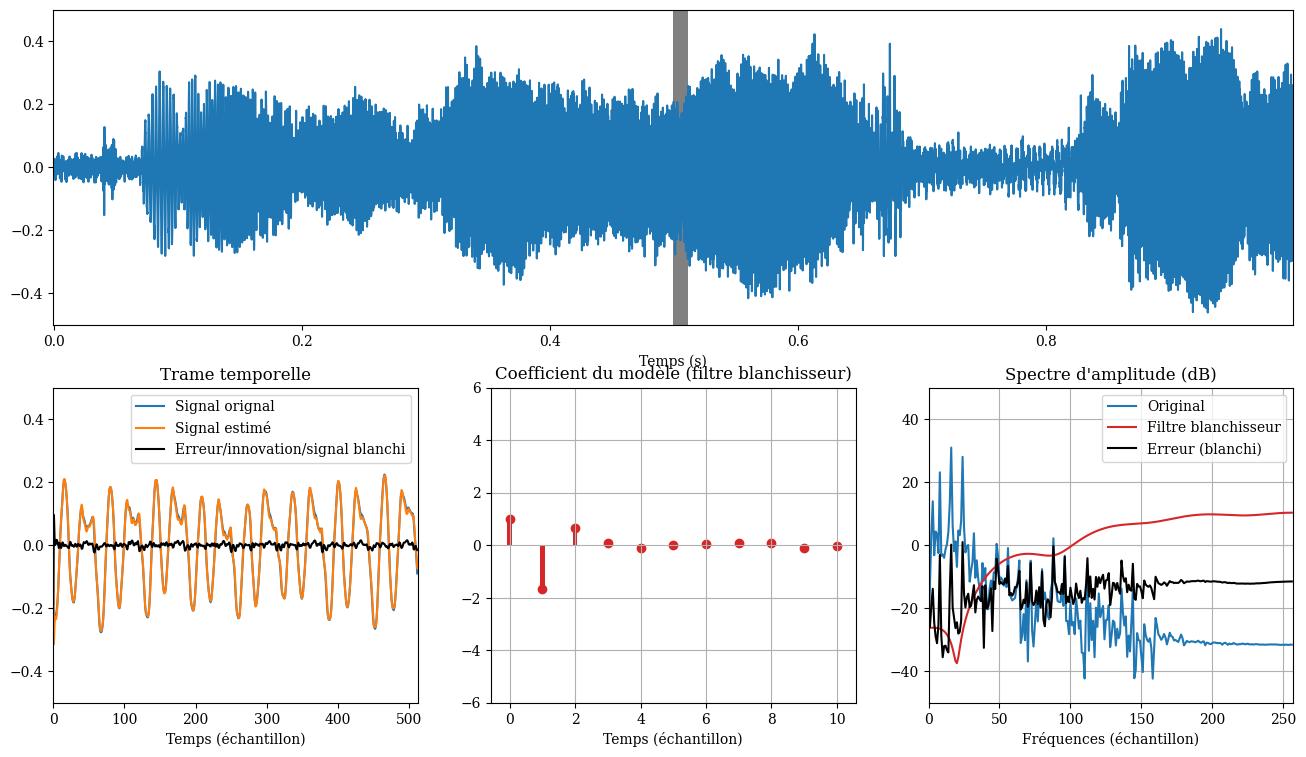 0.4
0.2
0.0
−0.2
−0.4
0.0 0.2 0.4 0.6 0.8
Temps (s)
Trame temporelle
Coefficient du modèle (filtre blanchisseur)
Spectre d'amplitude (dB)
0.4
0.2
0.0
−0.2
−0.4
Signal orignal
Signal estimé
Erreur/innovation/signal blanchi
0 100 200 300 400 500
Temps (échantillon)
6
4
2
0
−2
−4
−6
0 2 4 6 8 10
Temps (échantillon)
40
20
0
−20
−40
Original
Filtre blanchisseur
Erreur (blanchi)
0 50 100 150 200 250
Fréquences (échantillon)